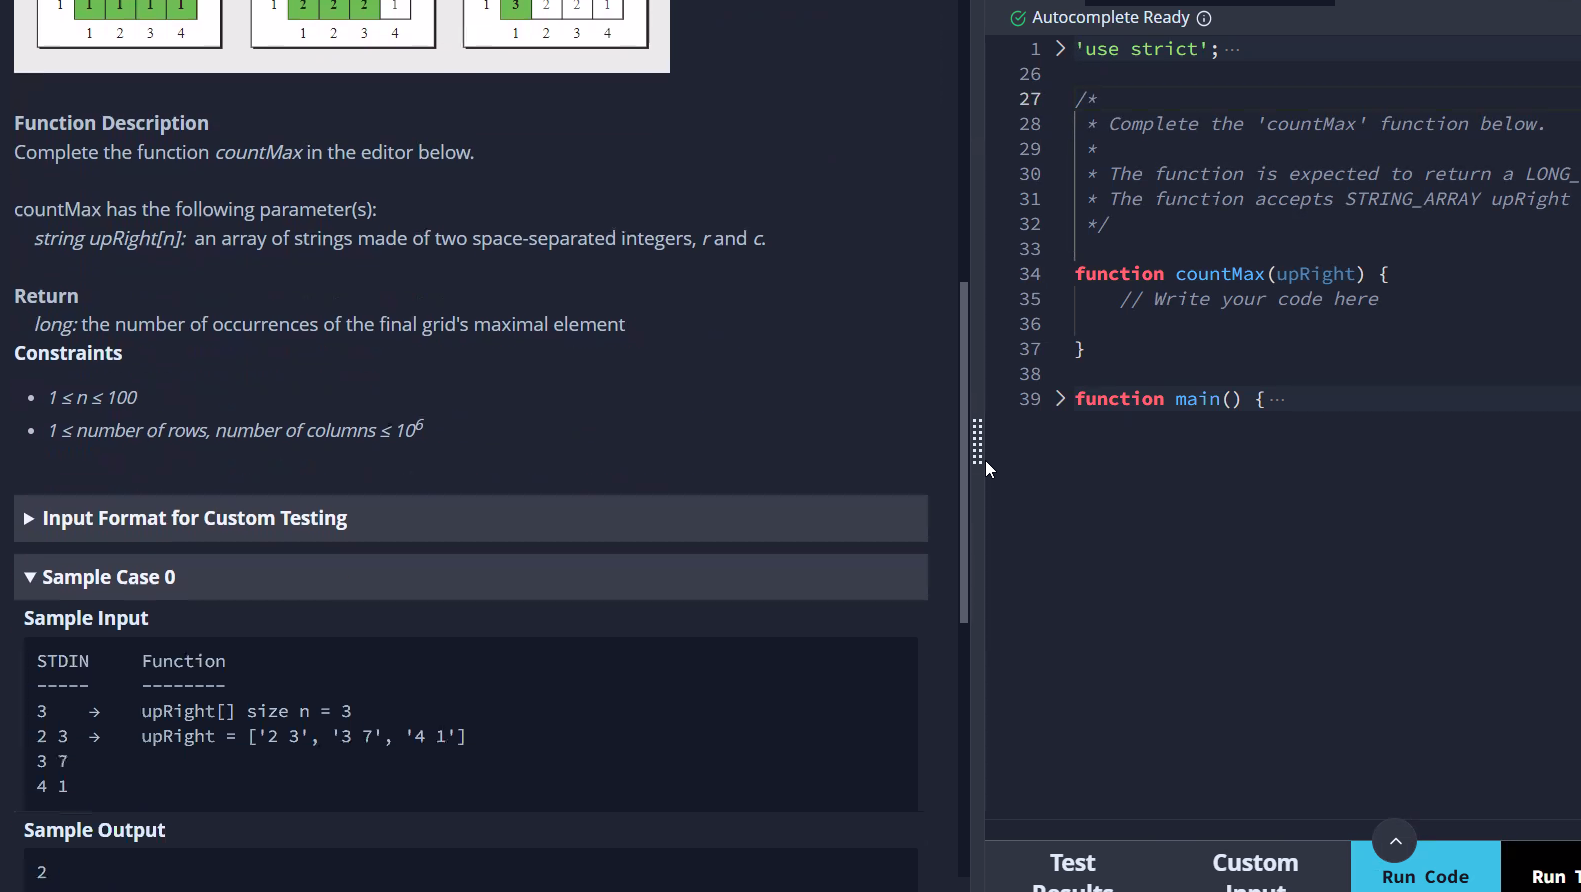 1 1 1 1 1
1 2 2 2 1
1 3 2 2 1
1 2 3 4
1 2 3 4
1 2 3 4
Function Description
Complete the function countMax in the editor below.
countMax has the following parameter(s):
string upRight[n]: an array of strings made of two space-separated integers, r and c.
Return
long: the number of occurrences of the final grid's maximal element
Constraints
• 1 ≤ n ≤ 100
• 1 ≤ number of rows, number of columns ≤ 10⁶
Input Format for Custom Testing
Sample Case 0
Sample Input
STDIN Function
----- --------
3 → upRight[] size n = 3
2 3 → upRight = ['2 3', '3 7', '4 1']
3 7
4 1
Sample Output
2
Autocomplete Ready
1 'use strict'; ···
26
27 /*
28 * Complete the 'countMax' function below.
29 *
30 * The function is expected to return a LONG_
31 * The function accepts STRING_ARRAY upRight
32 */
33
34 function countMax(upRight) {
35 // Write your code here
36
37 }
38
39 function main() { ···
Test
Results
Custom
Input
Run Code
Run T